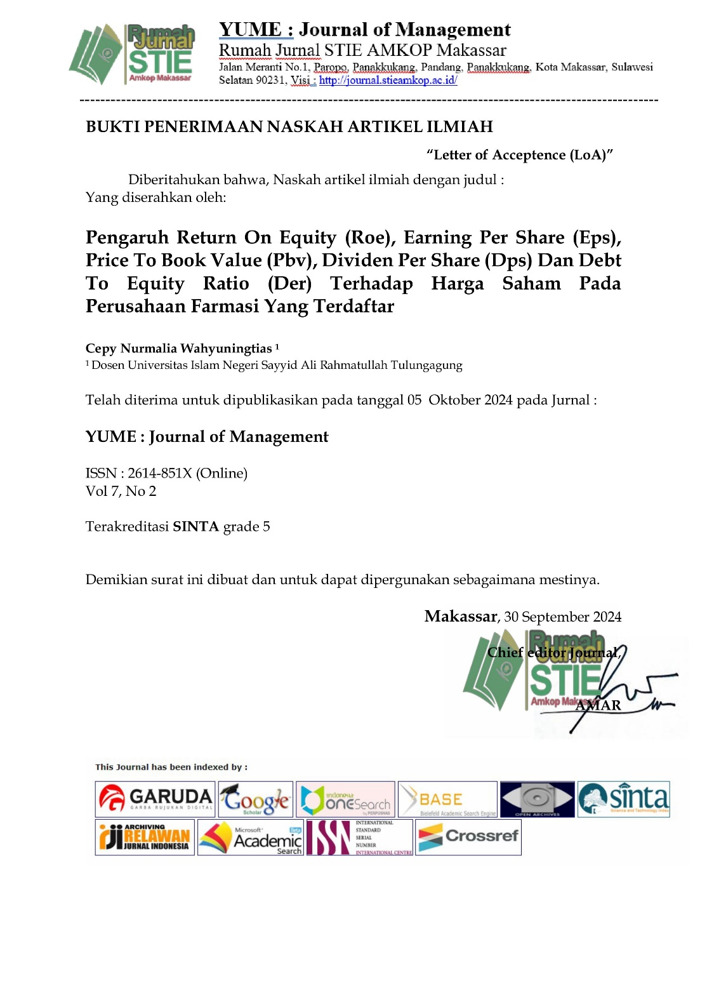 Rumah
Jurnal
STIE
Amkop Makassar
YUME : Journal of Management
Rumah Jurnal STIE AMKOP Makassar
Jalan Meranti No.1, Paropo, Panakkukang, Pandang, Panakkukang, Kota Makassar, Sulawesi
Selatan 90231, Visi : http://journal.stieamkop.ac.id/
BUKTI PENERIMAAN NASKAH ARTIKEL ILMIAH
“Letter of Acceptence (LoA)”
Diberitahukan bahwa, Naskah artikel ilmiah dengan judul :
Yang diserahkan oleh:
Pengaruh Return On Equity (Roe), Earning Per Share (Eps),
Price To Book Value (Pbv), Dividen Per Share (Dps) Dan Debt
To Equity Ratio (Der) Terhadap Harga Saham Pada
Perusahaan Farmasi Yang Terdaftar
Cepy Nurmalia Wahyuningtias ¹
¹ Dosen Universitas Islam Negeri Sayyid Ali Rahmatullah Tulungagung
Telah diterima untuk dipublikasikan pada tanggal 05 Oktober 2024 pada Jurnal :
YUME : Journal of Management
ISSN : 2614-851X (Online)
Vol 7, No 2
Terakreditasi SINTA grade 5
Demikian surat ini dibuat dan untuk dapat dipergunakan sebagaimana mestinya.
Makassar, 30 September 2024
Rumah
Chief editor Journal,
Jurnal
STIE
Amkop Makassar
AMAR
This Journal has been indexed by :
GARUDA
GARBA RUJUKAN DIGITAL
Google
Scholar
indonesia
oneSearch
by PERPUSNAS
BASE
Bielefeld Academic Search Engine
OPEN ARCHIVES
sinta
Science and Technology Index
ARCHIVING
RELAWAN
JURNAL INDONESIA
Microsoft
Academic
Beta
Search
ISSN
INTERNATIONAL
STANDARD
SERIAL
NUMBER
INTERNATIONAL CENTRE
Crossref